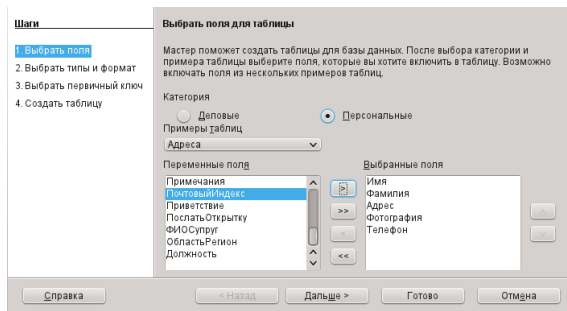 Шаги
1. Выбрать поля
2. Выбрать типы и формат
3. Выбрать первичный ключ
4. Создать таблицу
Выбрать поля для таблицы
Мастер поможет создать таблицы для базы данных. После выбора категории и
примера таблицы выберите поля, которые вы хотите включить в таблицу. Возможно
включать поля из нескольких примеров таблиц.
Категория
Деловые
Персональные
Примеры таблиц
Адреса
Переменные поля
Примечания
ПочтовыйИндекс
Приветствие
ПослатьОткрытку
ФИОСупруг
ОбластьРегион
Должность
>
>>
<
<<
Выбранные поля
Имя
Фамилия
Адрес
Фотография
Телефон
Справка
< Назад
Дальше >
Готово
Отмена